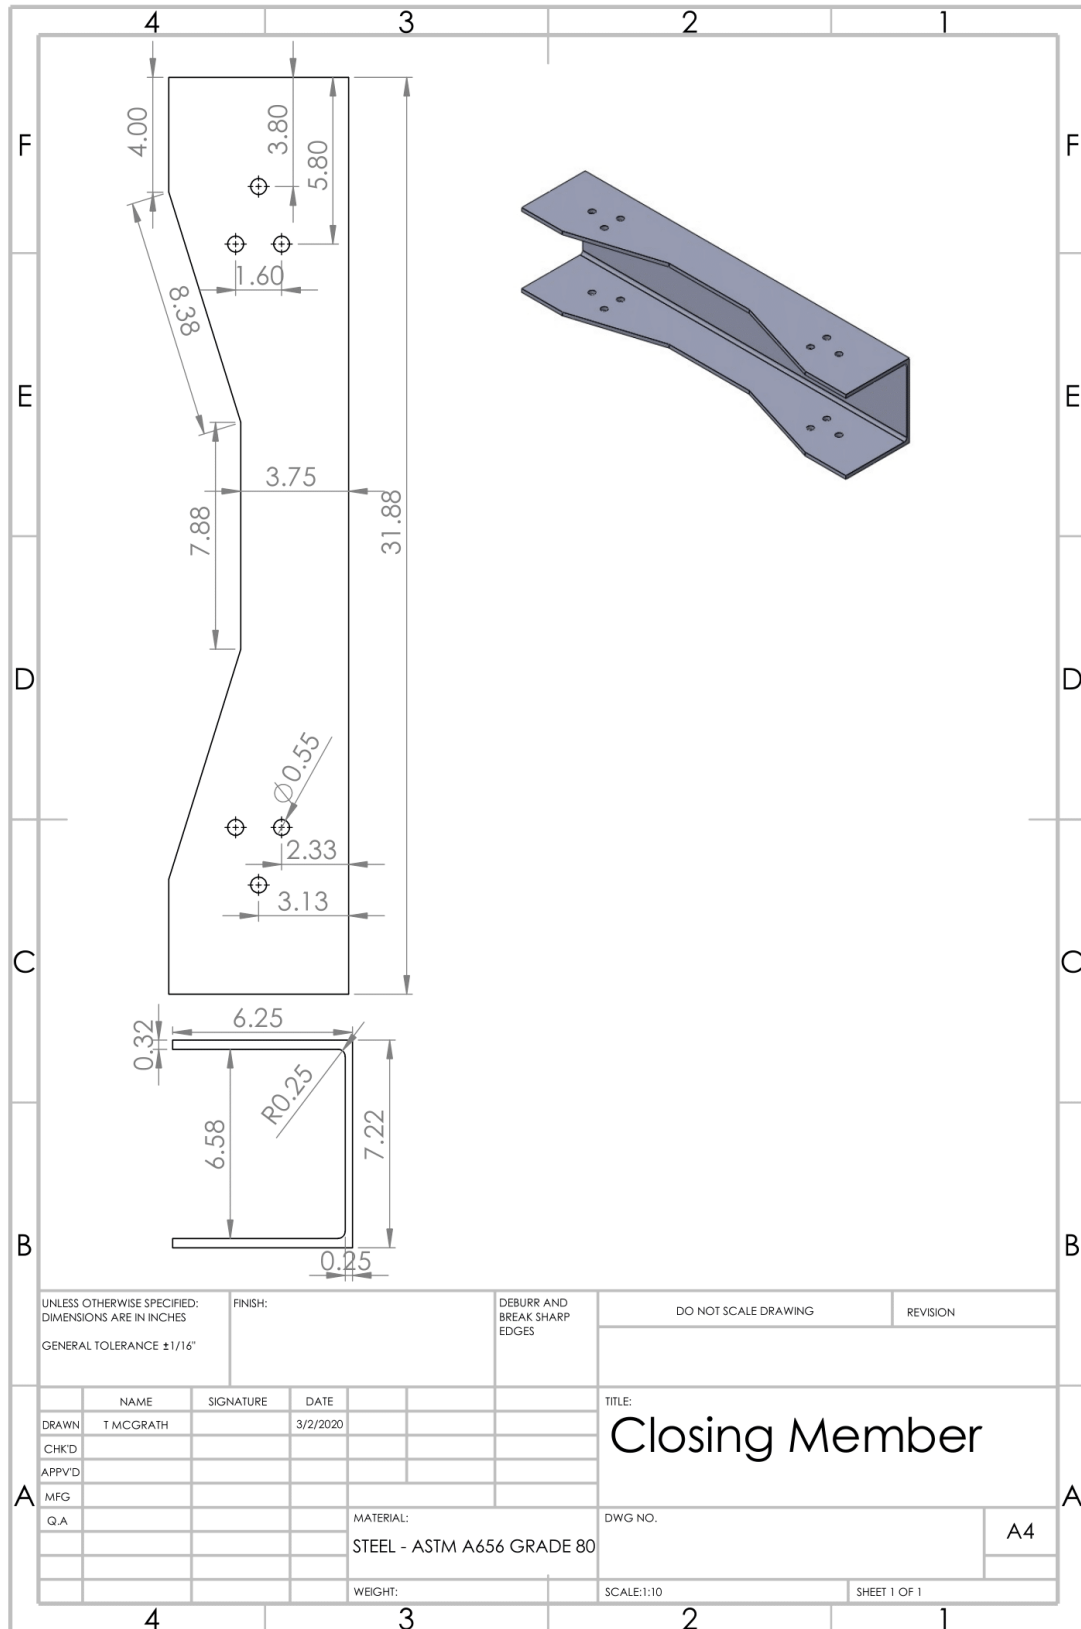 4 3 2 1
F F
E E
D D
C C
B B
A A
4.00
3.80
5.80
1.60
8.38
3.75
7.88
31.88
∅0.55
2.33
3.13
6.25
0.32
R0.25
6.58
7.22
0.25
UNLESS OTHERWISE SPECIFIED:
DIMENSIONS ARE IN INCHES
GENERAL TOLERANCE ±1/16"
FINISH:
DEBURR AND
BREAK SHARP
EDGES
DO NOT SCALE DRAWING
REVISION
NAME SIGNATURE DATE
DRAWN T MCGRATH 3/2/2020
CHK'D
APPV'D
MFG
Q.A
TITLE:
Closing Member
MATERIAL:
STEEL - ASTM A656 GRADE 80
DWG NO.
A4
WEIGHT:
SCALE:1:10
SHEET 1 OF 1
4 3 2 1